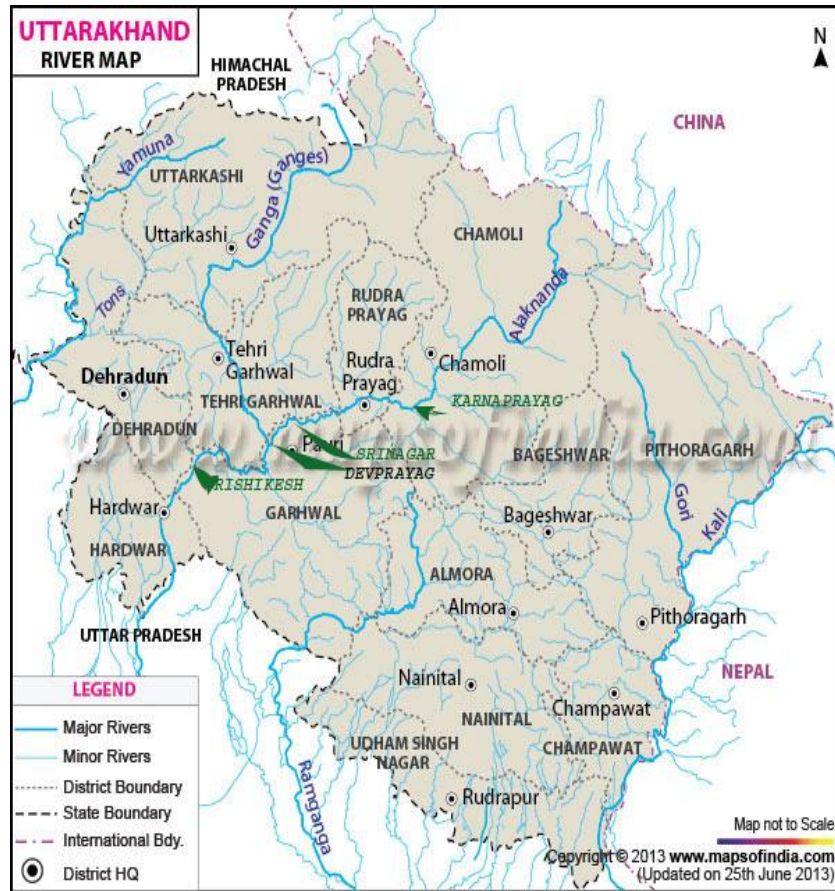 UTTARAKHAND
RIVER MAP
N
HIMACHAL
PRADESH
CHINA
Yamuna
UTTARKASHI
Ganga (Ganges)
Uttarkashi
CHAMOLI
Alaknanda
Tons
RUDRA
PRAYAG
Tehri
Garhwal
Chamoli
Rudra
Prayag
Dehradun
TEHRI GARHWAL
KARNAPRAYAG
DEHRADUN
www.mapsofindia.com
Pauri
SRINAGAR
DEVPRAYAG
BAGESHWAR
PITHORAGARH
RISHIKESH
Hardwar
GARHWAL
Bageshwar
Gori
Kali
HARDWAR
ALMORA
Almora
Pithoragarh
UTTAR PRADESH
NEPAL
Nainital
Champawat
NAINITAL
CHAMPAWAT
UDHAM SINGH
NAGAR
Ramganga
Rudrapur
LEGEND
Major Rivers
Minor Rivers
District Boundary
State Boundary
International Bdy.
District HQ
Map not to Scale
Copyright © 2013 www.mapsofindia.com
(Updated on 25th June 2013)